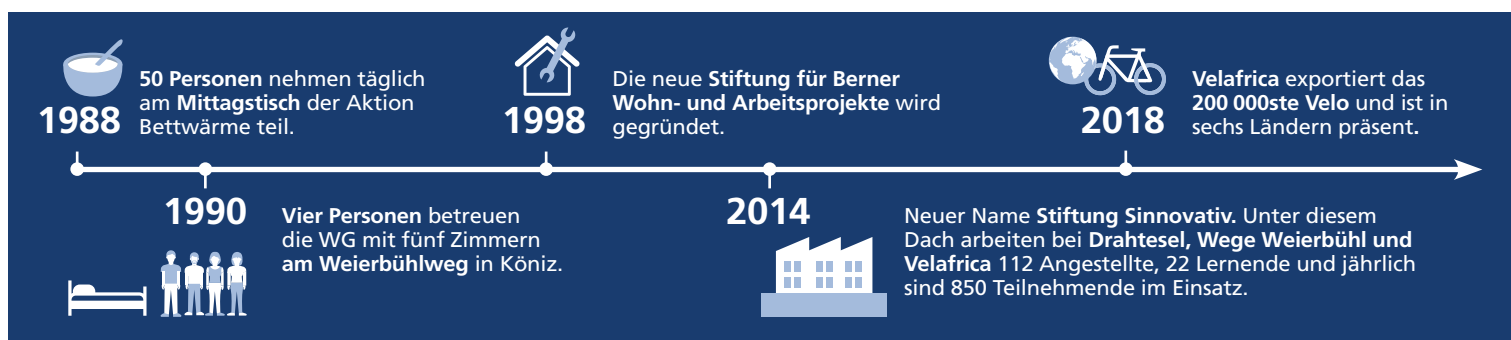 1988
50 Personen nehmen täglich
am Mittagstisch der Aktion
Bettwärme teil.
1990
Vier Personen betreuen
die WG mit fünf Zimmern
am Weierbühlweg in Köniz.
1998
Die neue Stiftung für Berner
Wohn- und Arbeitsprojekte wird
gegründet.
2014
Neuer Name Stiftung Sinnovativ. Unter diesem
Dach arbeiten bei Drahtesel, Wege Weierbühl und
Velafrica 112 Angestellte, 22 Lernende und jährlich
sind 850 Teilnehmende im Einsatz.
2018
Velafrica exportiert das
200 000ste Velo und ist in
sechs Ländern präsent.